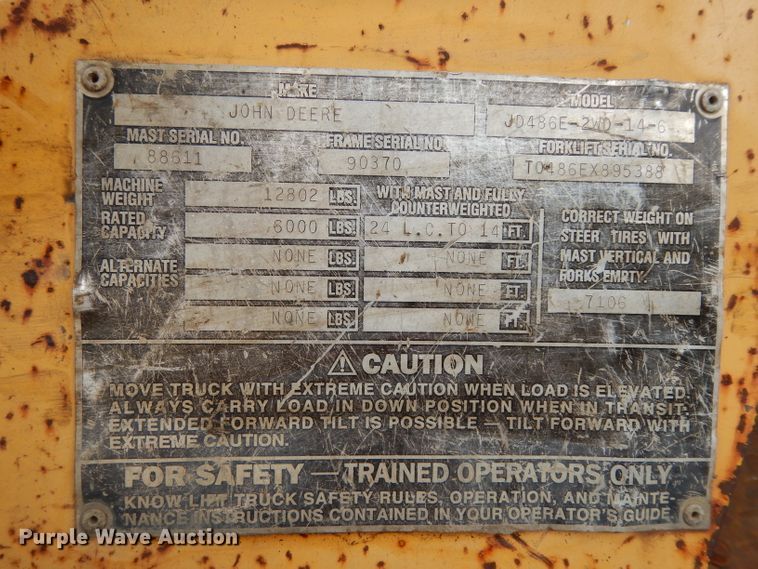 MAKE
JOHN DEERE
MODEL
JD486E-2WD-14-6
MAST SERIAL NO.
88611
FRAME SERIAL NO.
90370
FORKLIFT SERIAL NO.
T0486EX895388
MACHINE WEIGHT 12802 LBS. WITH MAST AND FULLY COUNTERWEIGHTED
RATED CAPACITY 6000 LBS. 24 L.C. TO 14 FT.
ALTERNATE CAPACITIES
NONE LBS. NONE FT.
NONE LBS. NONE FT.
NONE LBS. NONE FT.
CORRECT WEIGHT ON
STEER TIRES WITH
MAST VERTICAL AND
FORKS EMPTY.
7106
⚠ CAUTION
MOVE TRUCK WITH EXTREME CAUTION WHEN LOAD IS ELEVATED.
ALWAYS CARRY LOAD IN DOWN POSITION WHEN IN TRANSIT.
EXTENDED FORWARD TILT IS POSSIBLE — TILT FORWARD WITH
EXTREME CAUTION.
FOR SAFETY — TRAINED OPERATORS ONLY
KNOW LIFT TRUCK SAFETY RULES, OPERATION, AND MAINTE-
NANCE INSTRUCTIONS CONTAINED IN YOUR OPERATOR'S GUIDE
Purple Wave Auction